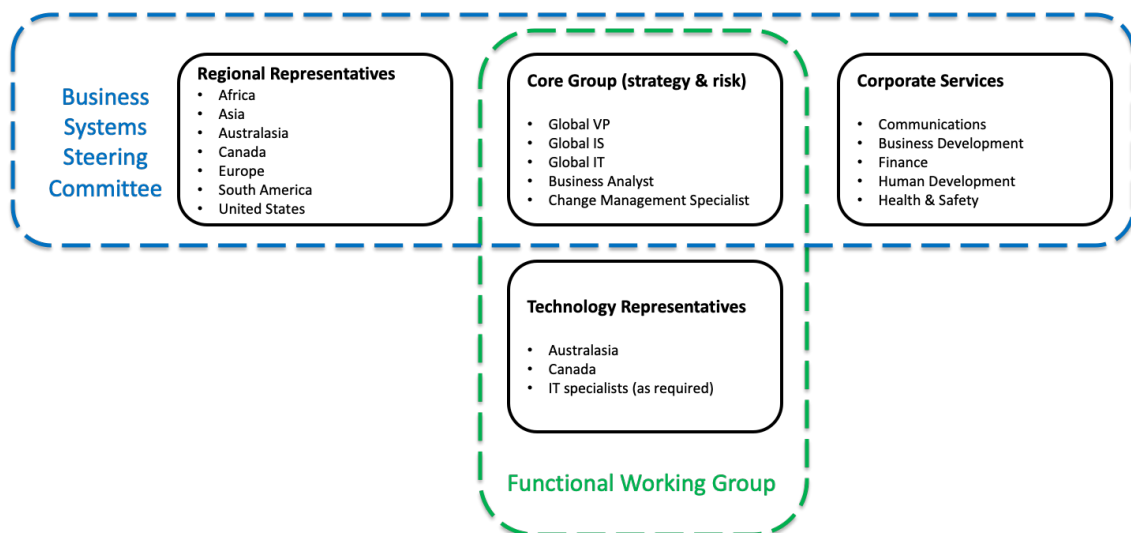 Business
Systems
Steering
Committee
Regional Representatives
• Africa
• Asia
• Australasia
• Canada
• Europe
• South America
• United States
Core Group (strategy & risk)
• Global VP
• Global IS
• Global IT
• Business Analyst
• Change Management Specialist
Corporate Services
• Communications
• Business Development
• Finance
• Human Development
• Health & Safety
Technology Representatives
• Australasia
• Canada
• IT specialists (as required)
Functional Working Group